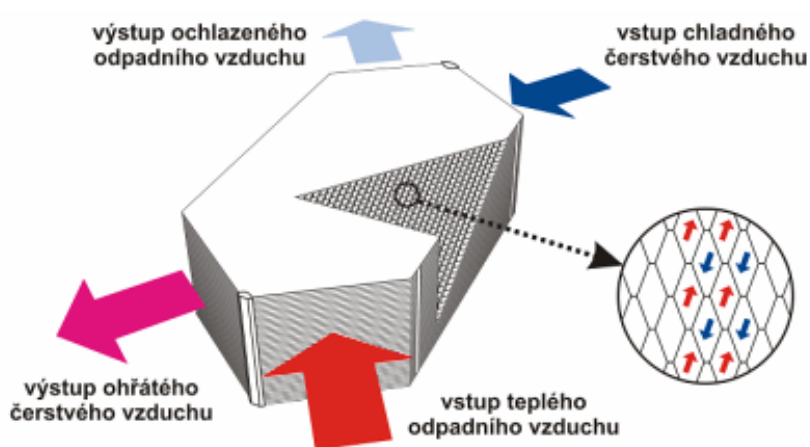 výstup ochlazeného
odpadního vzduchu
vstup chladného
čerstvého vzduchu
výstup ohřátého
čerstvého vzduchu
vstup teplého
odpadního vzduchu